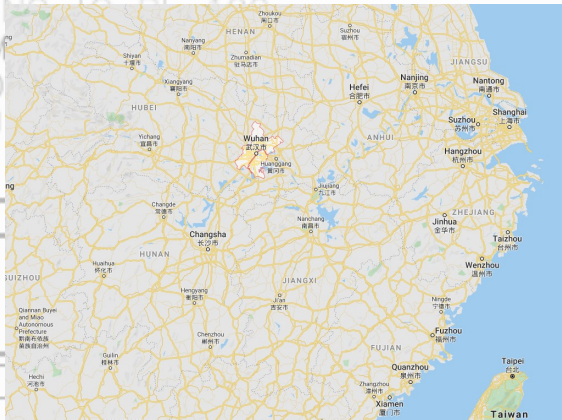 Zhoukou
周口市
Suzhou
宿州市
HENAN
Nanyang
南阳市
Zhumadian
驻马店市
JIANGSU
Shiyan
十堰市
Xiangyang
襄阳市
Hefei
合肥市
Nanjing
南京市
Nantong
南通市
HUBEI
Shanghai
上海市
Suzhou
苏州市
Yichang
宜昌市
Wuhan
武汉市
ANHUI
Hangzhou
杭州市
Huanggang
黄冈市
ng
Jiujiang
九江市
Changde
常德市
Nanchang
南昌市
ZHEJIANG
Jinhua
金华市
Changsha
长沙市
Taizhou
台州市
HUNAN
Huaihua
怀化市
Wenzhou
温州市
GUIZHOU
JIANGXI
Hengyang
衡阳市
Ji'an
吉安市
Ningde
宁德市
Qiannan Buyei
and Miao
Autonomous
Prefecture
黔南布依族
苗族自治州
Chenzhou
郴州市
Fuzhou
福州市
FUJIAN
Guilin
桂林市
Taipei
台北
Quanzhou
泉州市
Hechi
河池市
Zhangzhou
漳州市
Xiamen
厦门市
Taiwan